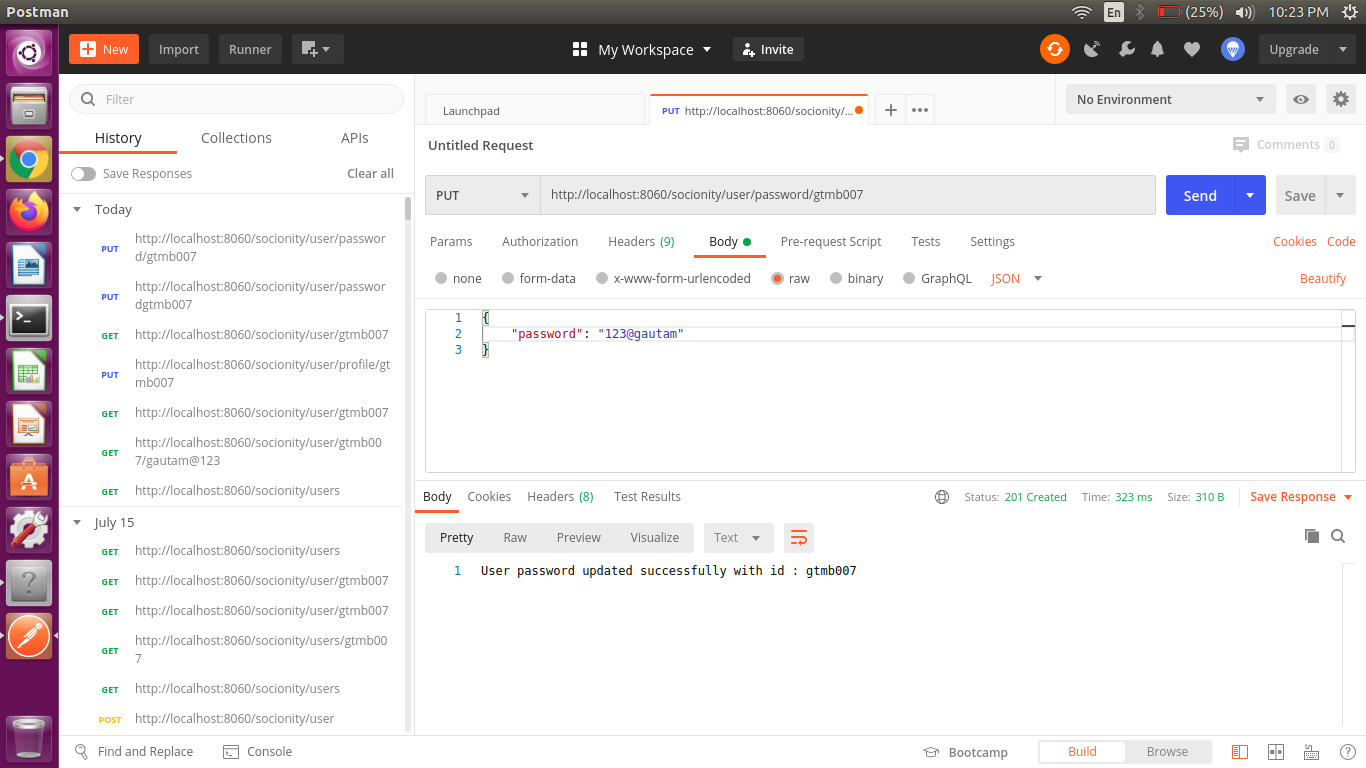 Postman
En
(25%)
10:23 PM
New
Import
Runner
My Workspace
Invite
Upgrade
Filter
History
Collections
APIs
Save Responses
Clear all
Today
PUT http://localhost:8060/socionity/user/passwor
d/gtmb007
PUT http://localhost:8060/socionity/user/passwor
dgtmb007
GET http://localhost:8060/socionity/user/gtmb007
PUT http://localhost:8060/socionity/user/profile/gt
mb007
GET http://localhost:8060/socionity/user/gtmb007
GET http://localhost:8060/socionity/user/gtmb00
7/gautam@123
GET http://localhost:8060/socionity/users
July 15
GET http://localhost:8060/socionity/users
GET http://localhost:8060/socionity/user/gtmb007
GET http://localhost:8060/socionity/user/gtmb007
GET http://localhost:8060/socionity/users/gtmb00
7
GET http://localhost:8060/socionity/users
POST http://localhost:8060/socionity/user
Launchpad
PUT http://localhost:8060/socionity/...
No Environment
Untitled Request
Comments 0
PUT
http://localhost:8060/socionity/user/password/gtmb007
Send
Save
Params
Authorization
Headers (9)
Body
Pre-request Script
Tests
Settings
Cookies
Code
none
form-data
x-www-form-urlencoded
raw
binary
GraphQL
JSON
Beautify
1 {
2 "password": "123@gautam"
3 }
Body
Cookies
Headers (8)
Test Results
Status: 201 Created
Time: 323 ms
Size: 310 B
Save Response
Pretty
Raw
Preview
Visualize
Text
1 User password updated successfully with id : gtmb007
Find and Replace
Console
Bootcamp
Build
Browse